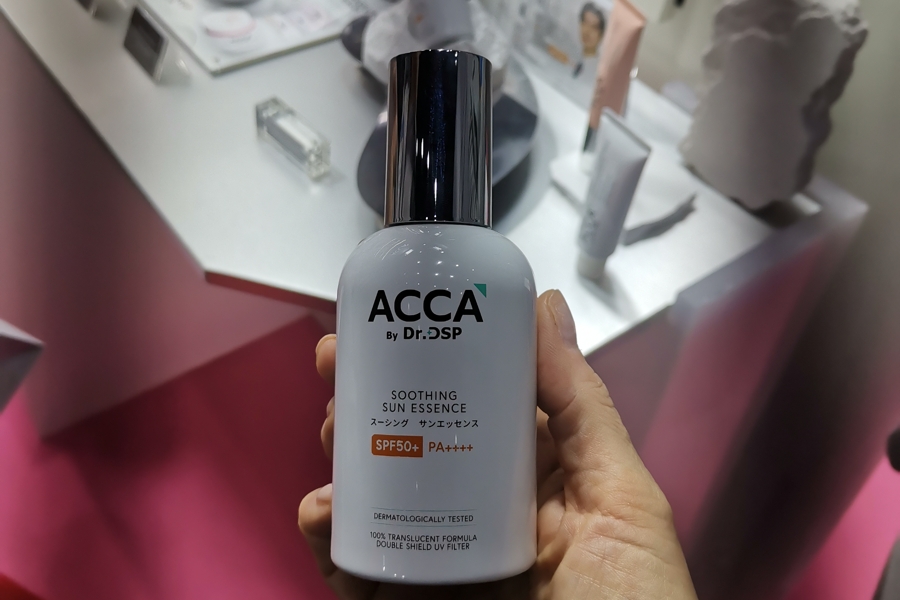 ACCA
By Dr.DSP
SOOTHING
SUN ESSENCE
スーシング サンエッセンス
SPF50+ PA++++
DERMATOLOGICALLY TESTED
100% TRANSLUCENT FORMULA
DOUBLE SHIELD UV FILTER